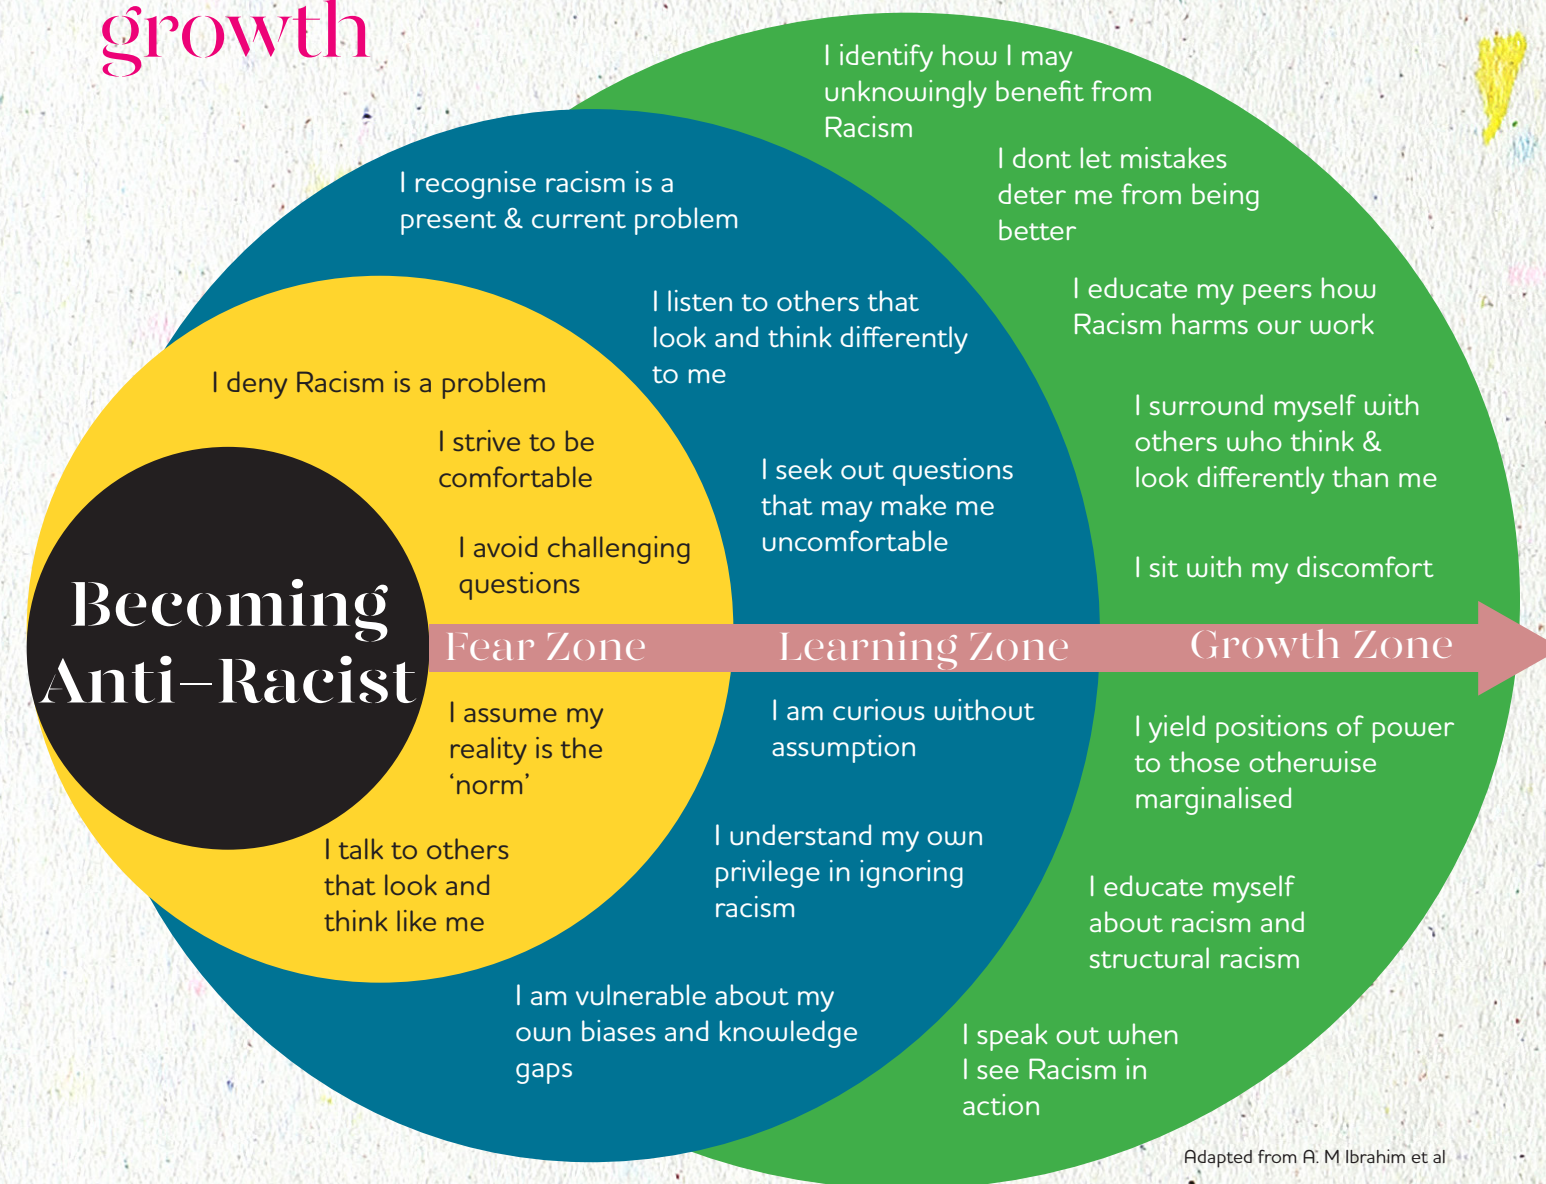 growth
I identify how I may
unknowingly benefit from
Racism
I dont let mistakes
deter me from being
better
I recognise racism is a
present & current problem
I educate my peers how
Racism harms our work
I listen to others that
look and think differently
to me
I deny Racism is a problem
I surround myself with
others who think &
look differently than me
I strive to be
comfortable
I seek out questions
that may make me
uncomfortable
I avoid challenging
questions
I sit with my discomfort
Becoming
Anti–Racist
Fear Zone
Learning Zone
Growth Zone
I assume my
reality is the
‘norm’
I am curious without
assumption
I yield positions of power
to those otherwise
marginalised
I talk to others
that look and
think like me
I understand my own
privilege in ignoring
racism
I educate myself
about racism and
structural racism
I am vulnerable about my
own biases and knowledge
gaps
I speak out when
I see Racism in
action
Adapted from A. M Ibrahim et al